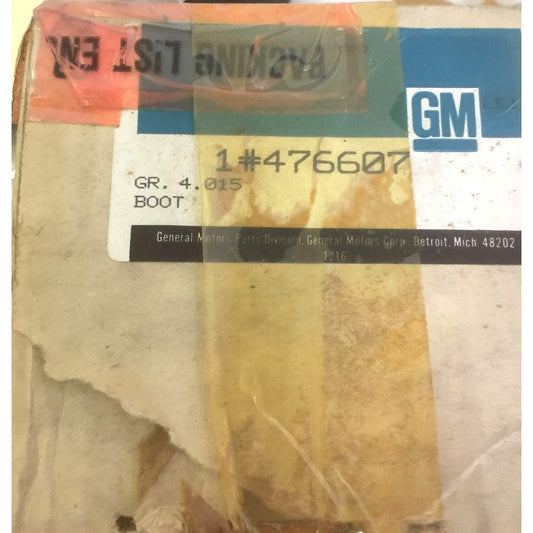 PACKING LIST ENC
GM
1#476607
GR. 4.015
BOOT
General Motors Parts Division, General Motors Corp., Detroit, Mich. 48202
1216